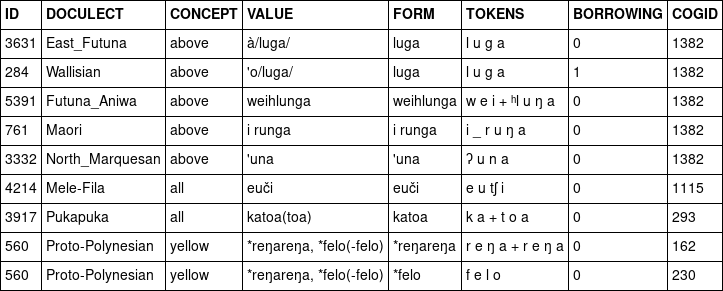 ID DOCULECT CONCEPT VALUE FORM TOKENS BORROWING COGID
3631 East_Futuna above à/luga/ luga l u g a 0 1382
284 Wallisian above 'o/luga/ luga l u g a 1 1382
5391 Futuna_Aniwa above weihlunga weihlunga w e i + ʰl u ŋ a 0 1382
761 Maori above i runga i runga i _ r u ŋ a 0 1382
3332 North_Marquesan above 'una 'una ʔ u n a 0 1382
4214 Mele-Fila all euči euči e u tʃ i 0 1115
3917 Pukapuka all katoa(toa) katoa k a + t o a 0 293
560 Proto-Polynesian yellow *reŋareŋa, *felo(-felo) *reŋareŋa r e ŋ a + r e ŋ a 0 162
560 Proto-Polynesian yellow *reŋareŋa, *felo(-felo) *felo f e l o 0 230